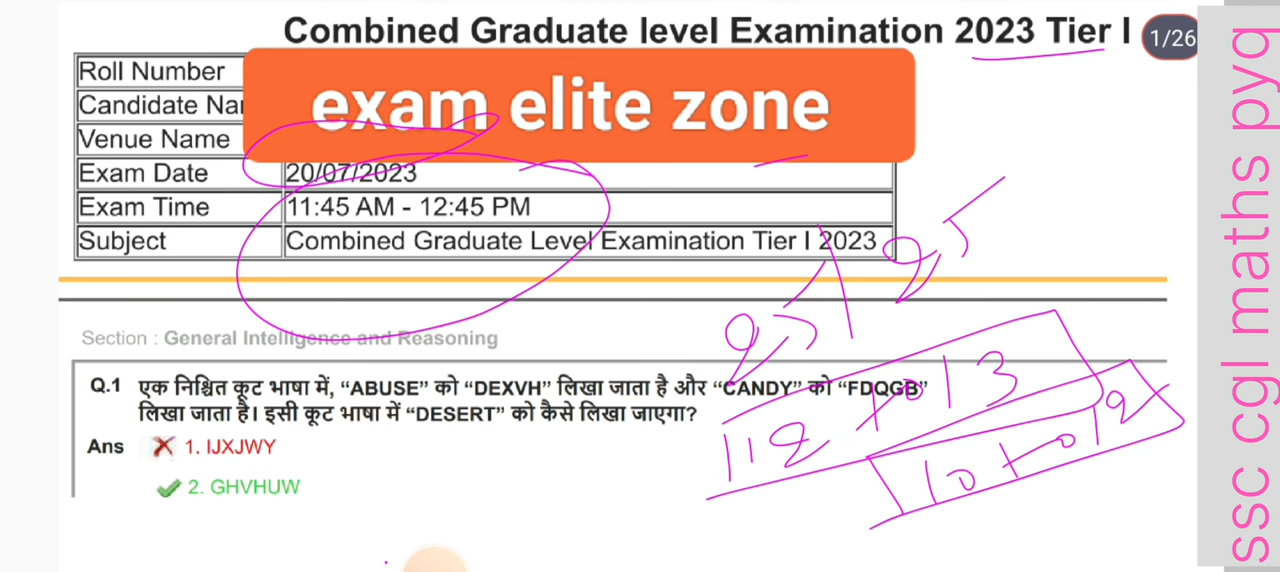 Combined Graduate level Examination 2023 Tier I
1/26
exam elite zone
Roll Number
Candidate Na
Venue Name
Exam Date 20/07/2023
Exam Time 11:45 AM - 12:45 PM
Subject Combined Graduate Level Examination Tier I 2023
Section : General Intelligence and Reasoning
Q.1 एक निश्चित कूट भाषा में, “ABUSE” को “DEXVH” लिखा जाता है और “CANDY” को “FDQGB”
लिखा जाता है। इसी कूट भाषा में “DESERT” को कैसे लिखा जाएगा?
Ans 1. IJXJWY
2. GHVHUW
ssc cgl maths pyq